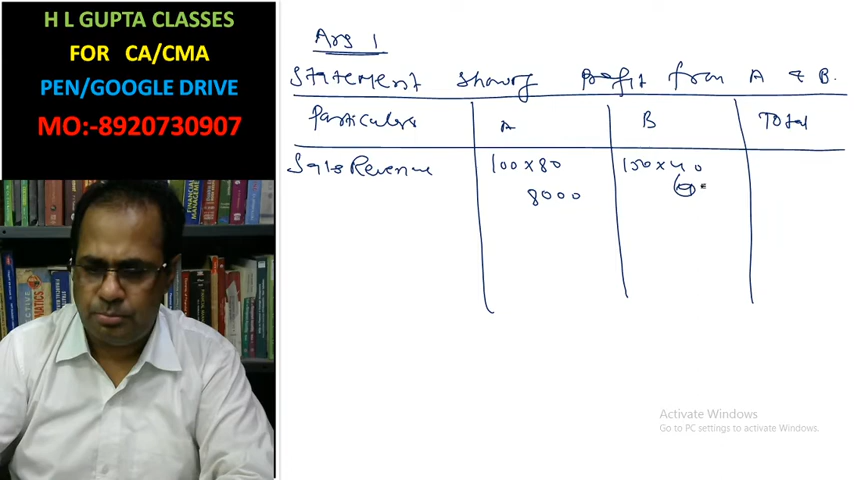 H L GUPTA CLASSES
FOR CA/CMA
PEN/GOOGLE DRIVE
MO:-8920730907
Ans 1
Statement showing profit from A & B.
Particulars A B Total
Sales Revenue 100 x 80 150 x 40
8000
Activate Windows
Go to PC settings to activate Windows.